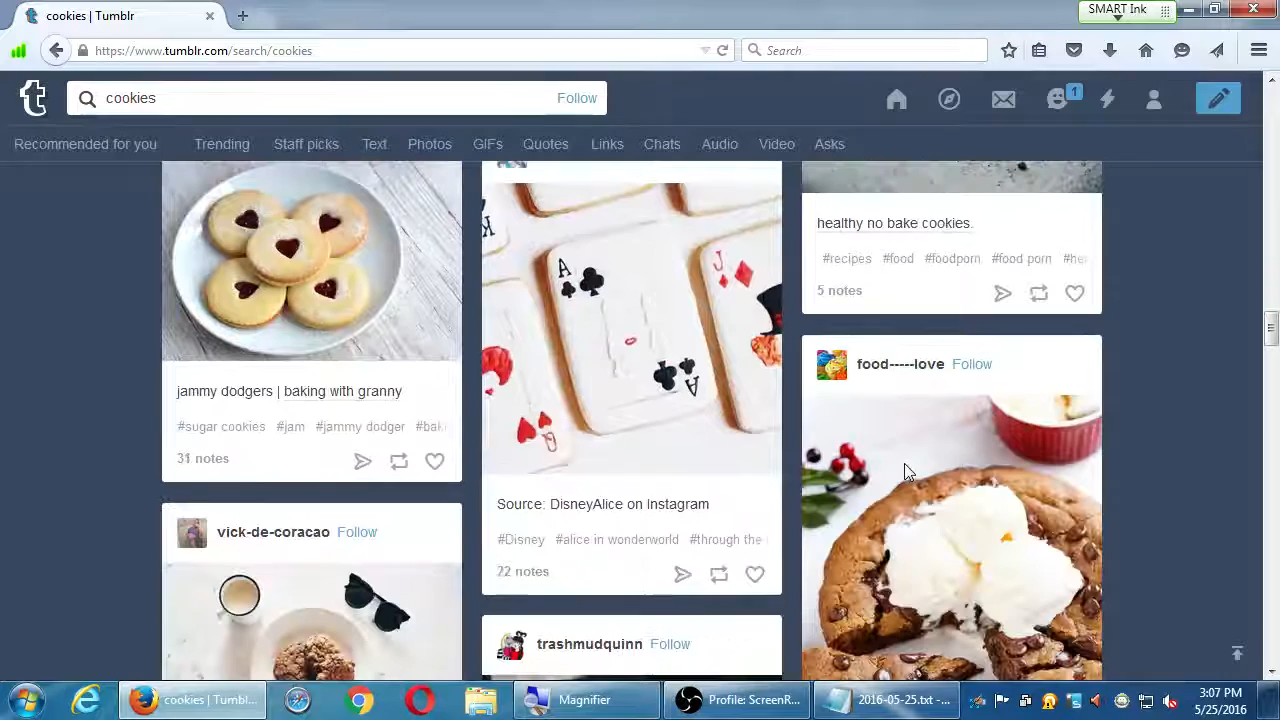 cookies | Tumblr
SMART Ink
https://www.tumblr.com/search/cookies
Search
cookies
Follow
1
Recommended for you
Trending
Staff picks
Text
Photos
GIFs
Quotes
Links
Chats
Audio
Video
Asks
jammy dodgers | baking with granny
#sugar cookies #jam #jammy dodger #bak
31 notes
vick-de-coracao Follow
K
A
J
A
Q
Source: DisneyAlice on Instagram
#Disney #alice in wonderworld #through the
22 notes
trashmudquinn Follow
healthy no bake cookies.
#recipes #food #foodporn #food porn #he
5 notes
food-----love Follow
cookies | Tumbl...
Magnifier
Profile: ScreenR...
2016-05-25.txt -...
3:07 PM
5/25/2016